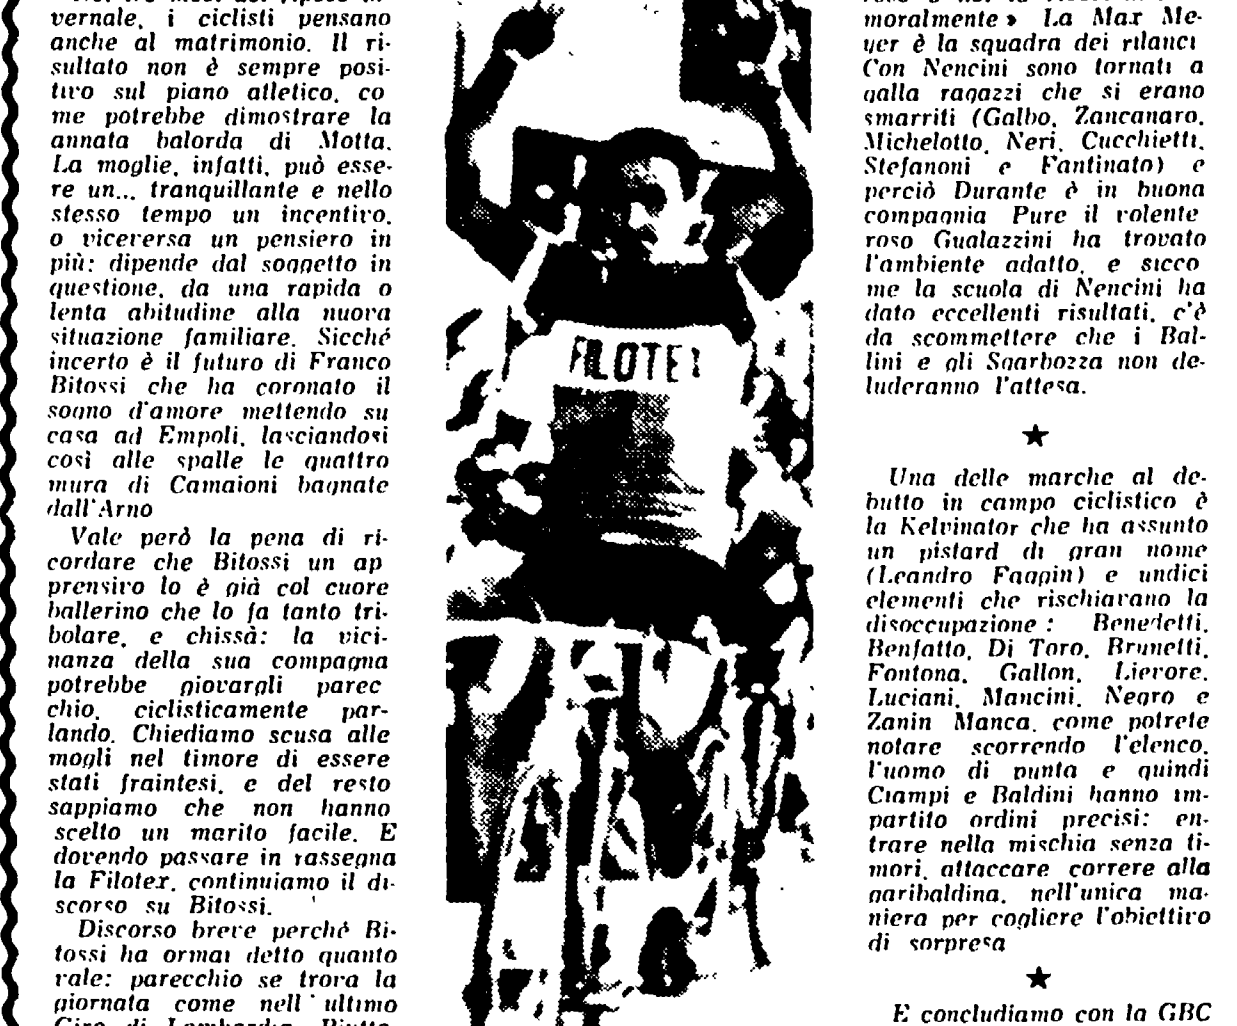 vernale, i ciclisti pensano
anche al matrimonio. Il ri-
sultato non è sempre posi-
tivo sul piano atletico, co
me potrebbe dimostrare la
annata balorda di Motta.
La moglie, infatti, può esse-
re un... tranquillante e nello
stesso tempo un incentivo,
o viceversa un pensiero in
più: dipende dal soggetto in
questione, da una rapida o
lenta abitudine alla nuova
situazione familiare. Sicché
incerto è il futuro di Franco
Bitossi che ha coronato il
sogno d'amore mettendo su
casa ad Empoli, lasciandosi
così alle spalle le quattro
mura di Camaioni bagnate
dall'Arno
Vale però la pena di ri-
cordare che Bitossi un ap
prensivo lo è già col cuore
ballerino che lo fa tanto tri-
bolare, e chissà: la vici-
nanza della sua compagna
potrebbe giovargli parec
chio, ciclisticamente par-
lando. Chiediamo scusa alle
mogli nel timore di essere
stati fraintesi, e del resto
sappiamo che non hanno
scelto un marito facile. E
dovendo passare in rassegna
la Filotex, continuiamo il di-
scorso su Bitossi.
Discorso breve perché Bi-
tossi ha ormai detto quanto
vale: parecchio se trova la
giornata come nell'ultimo
Giro di Lombardia.
FILOTEX
moralmente» La Max Me-
yer è la squadra dei rilanci
Con Nencini sono tornati a
galla ragazzi che si erano
smarriti (Galbo, Zancanaro,
Michelotto, Neri, Cucchietti,
Stefanoni e Fantinato) e
perciò Durante è in buona
compagnia Pure il volente
roso Gualazzini ha trovato
l'ambiente adatto, e sicco
me la scuola di Nencini ha
dato eccellenti risultati, c'è
da scommettere che i Bal-
lini e gli Sgarbozza non de-
luderanno l'attesa.
★
Una delle marche al de-
butto in campo ciclistico è
la Kelvinator che ha assunto
un pistard di gran nome
(Leandro Faggin) e undici
elementi che rischiavano la
disoccupazione: Benedetti,
Benfatto, Di Toro, Brunetti,
Fontona, Gallon, Lievore,
Luciani, Mancini, Negro e
Zanin Manca, come potrete
notare scorrendo l'elenco,
l'uomo di punta e quindi
Ciampi e Baldini hanno im-
partito ordini precisi: en-
trare nella mischia senza ti-
mori, attaccare correre alla
garibaldina, nell'unica ma-
niera per cogliere l'obiettivo
di sorpresa
★
E concludiamo con la GBC